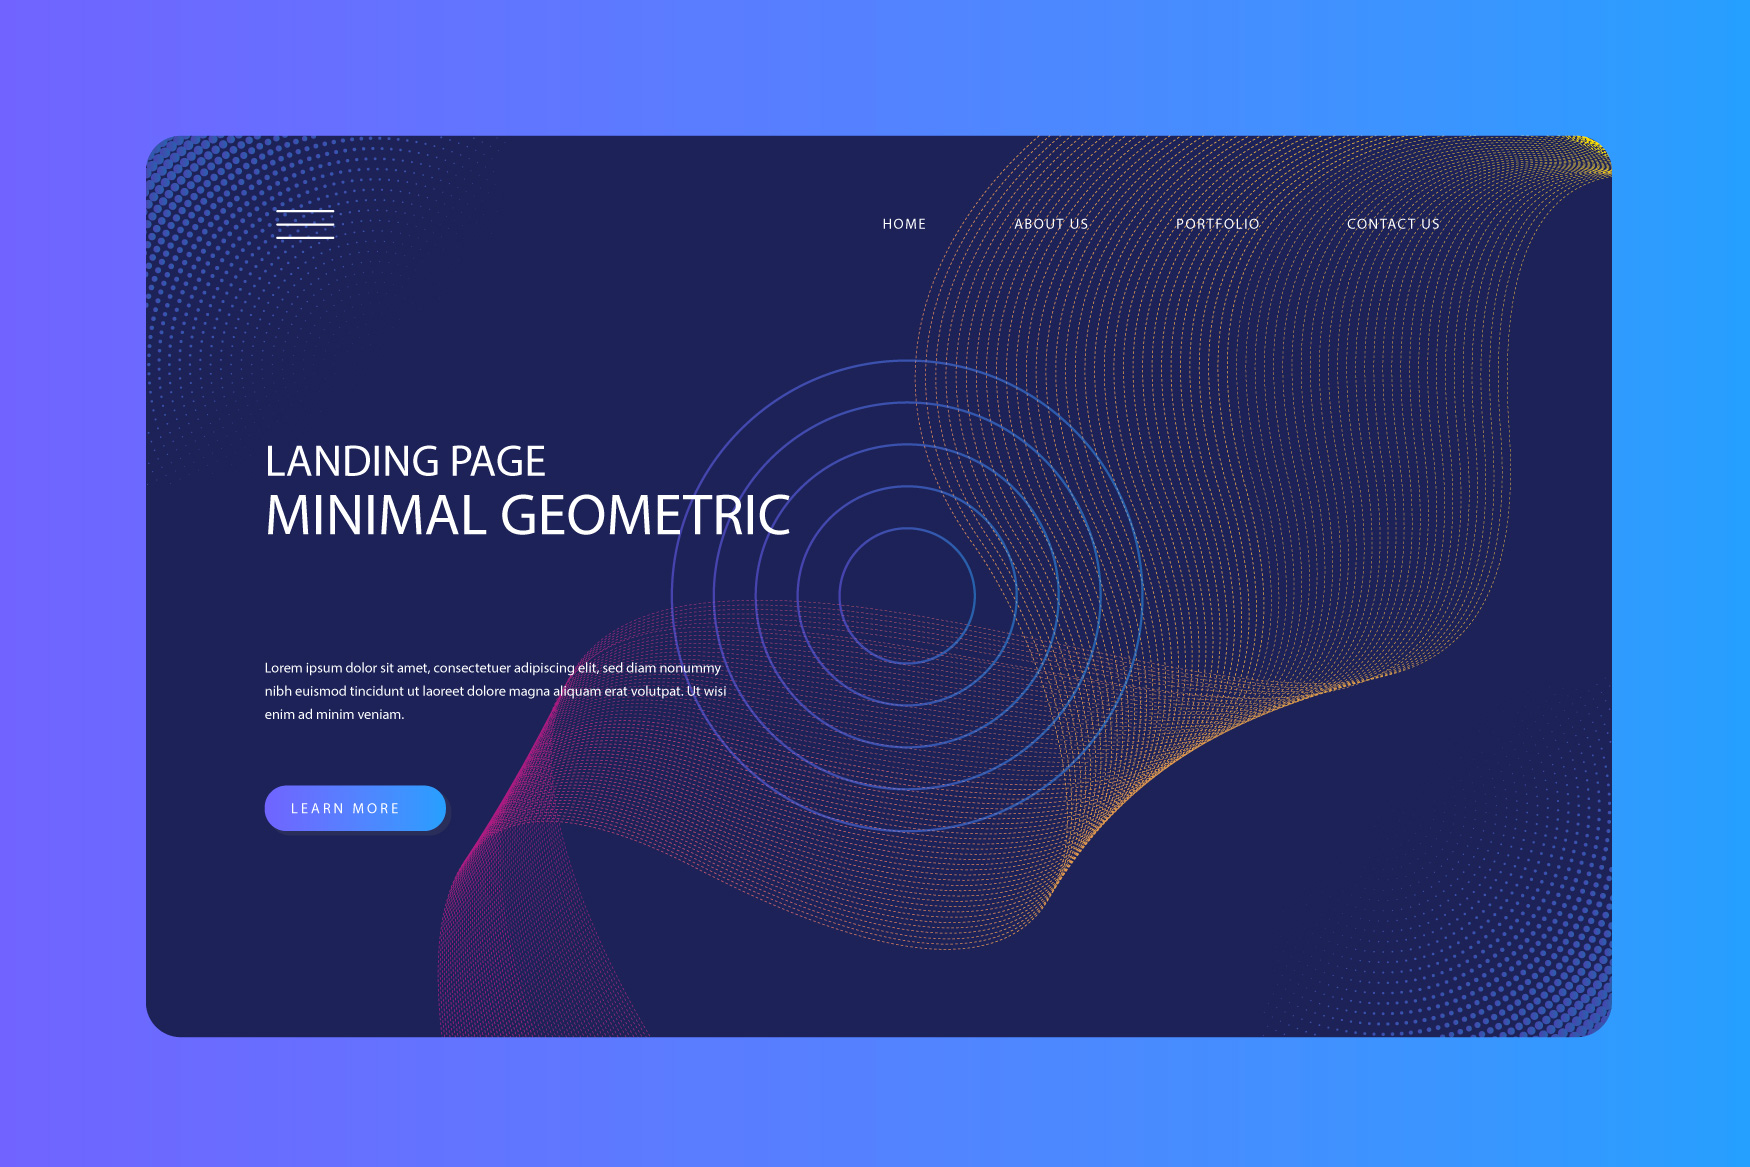 HOME ABOUT US PORTFOLIO CONTACT US
LANDING PAGE
MINIMAL GEOMETRIC
Lorem ipsum dolor sit amet, consectetuer adipiscing elit, sed diam nonummy
nibh euismod tincidunt ut laoreet dolore magna aliquam erat volutpat. Ut wisi
enim ad minim veniam.
LEARN MORE